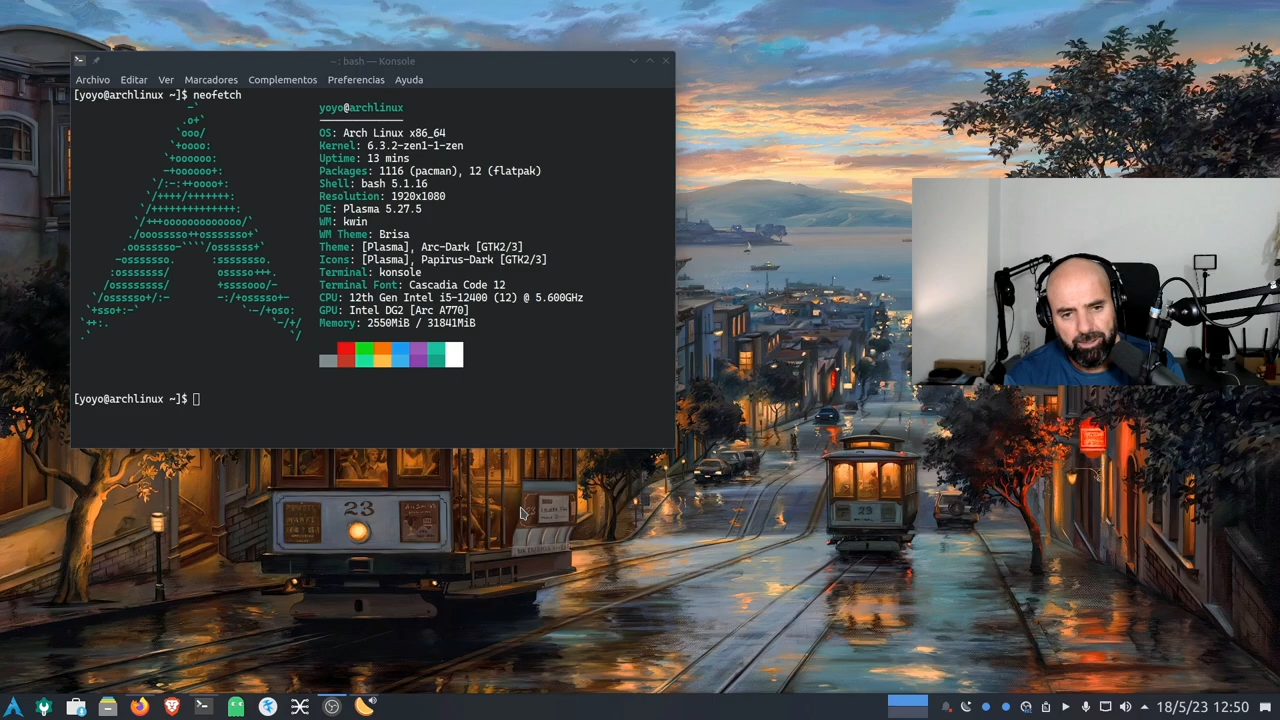 ~ : bash — Konsole
Archivo Editar Ver Marcadores Complementos Preferencias Ayuda
[yoyo@archlinux ~]$ neofetch
yoyo@archlinux
OS: Arch Linux x86_64
Kernel: 6.3.2-zen1-1-zen
Uptime: 13 mins
Packages: 1116 (pacman), 12 (flatpak)
Shell: bash 5.1.16
Resolution: 1920x1080
DE: Plasma 5.27.5
WM: kwin
WM Theme: Brisa
Theme: [Plasma], Arc-Dark [GTK2/3]
Icons: [Plasma], Papirus-Dark [GTK2/3]
Terminal: konsole
Terminal Font: Cascadia Code 12
CPU: 12th Gen Intel i5-12400 (12) @ 5.600GHz
GPU: Intel DG2 [Arc A770]
Memory: 2550MiB / 31841MiB
[yoyo@archlinux ~]$
23
23
18/5/23 12:50